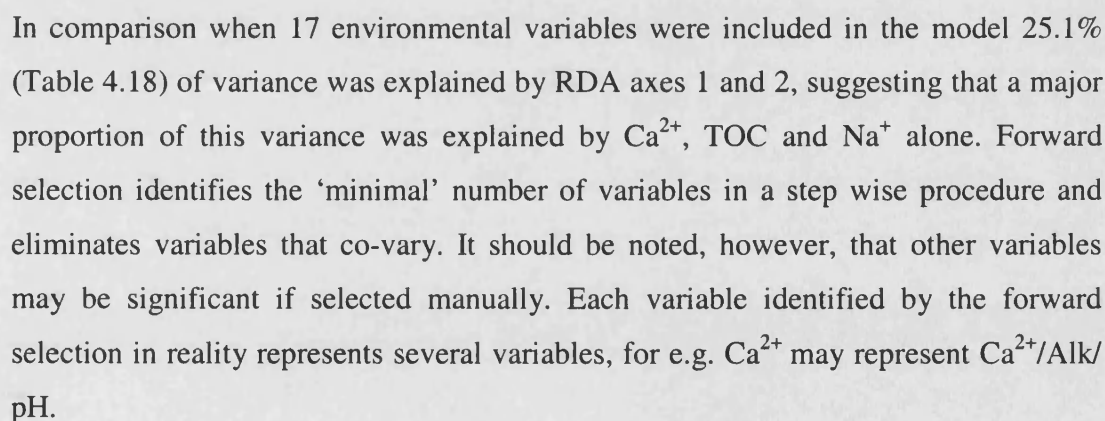 In comparison when 17 environmental variables were included in the model 25.1%
(Table 4.18) of variance was explained by RDA axes 1 and 2, suggesting that a major
proportion of this variance was explained by Ca²⁺, TOC and Na⁺ alone. Forward
selection identifies the ‘minimal’ number of variables in a step wise procedure and
eliminates variables that co-vary. It should be noted, however, that other variables
may be significant if selected manually. Each variable identified by the forward
selection in reality represents several variables, for e.g. Ca²⁺ may represent Ca²⁺/Alk/
pH.